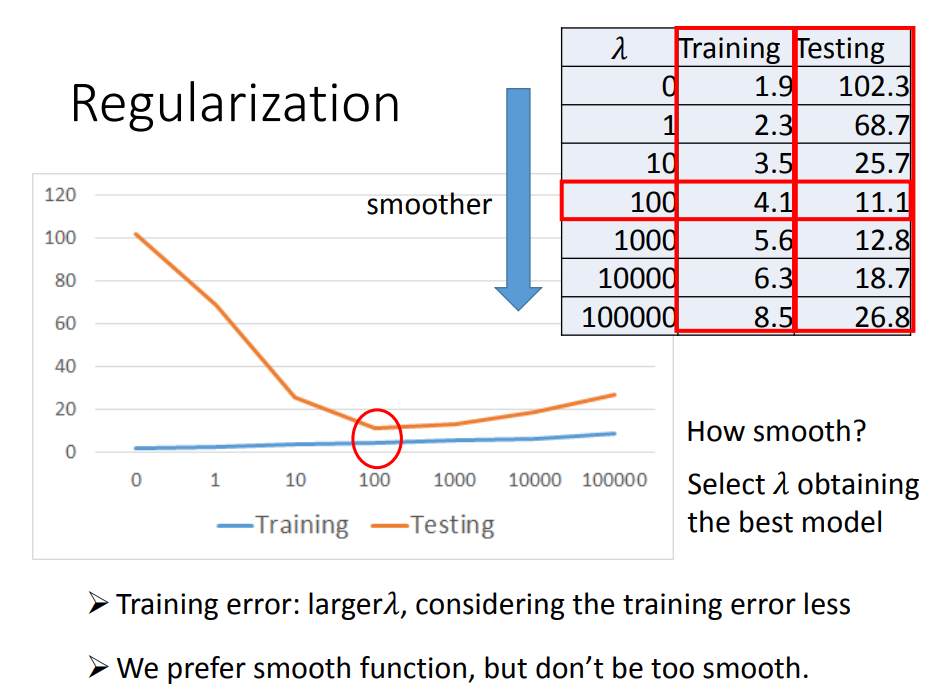 Regularization
λ Training Testing
0 1.9 102.3
1 2.3 68.7
10 3.5 25.7
100 4.1 11.1
1000 5.6 12.8
10000 6.3 18.7
100000 8.5 26.8
smoother
120
100
80
60
40
20
0
0 1 10 100 1000 10000 100000
Training Testing
How smooth?
Select λ obtaining
the best model
➢ Training error: largerλ, considering the training error less
➢ We prefer smooth function, but don’t be too smooth.